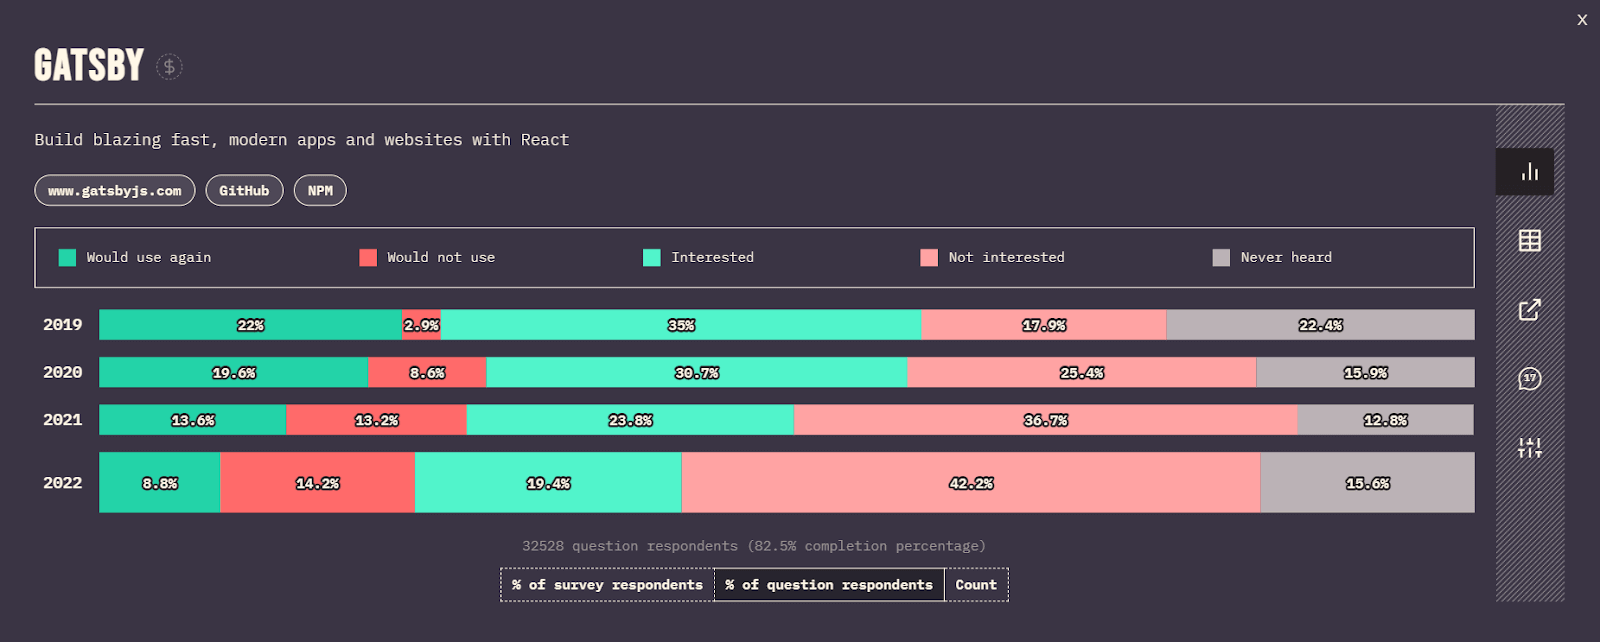 X
GATSBY $
Build blazing fast, modern apps and websites with React
www.gatsbyjs.com GitHub NPM
Would use again Would not use Interested Not interested Never heard
2019 22% 2.9% 35% 17.9% 22.4%
2020 19.6% 8.6% 30.7% 25.4% 15.9%
2021 13.6% 13.2% 23.8% 36.7% 12.8%
2022 8.8% 14.2% 19.4% 42.2% 15.6%
17
32528 question respondents (82.5% completion percentage)
% of survey respondents % of question respondents Count